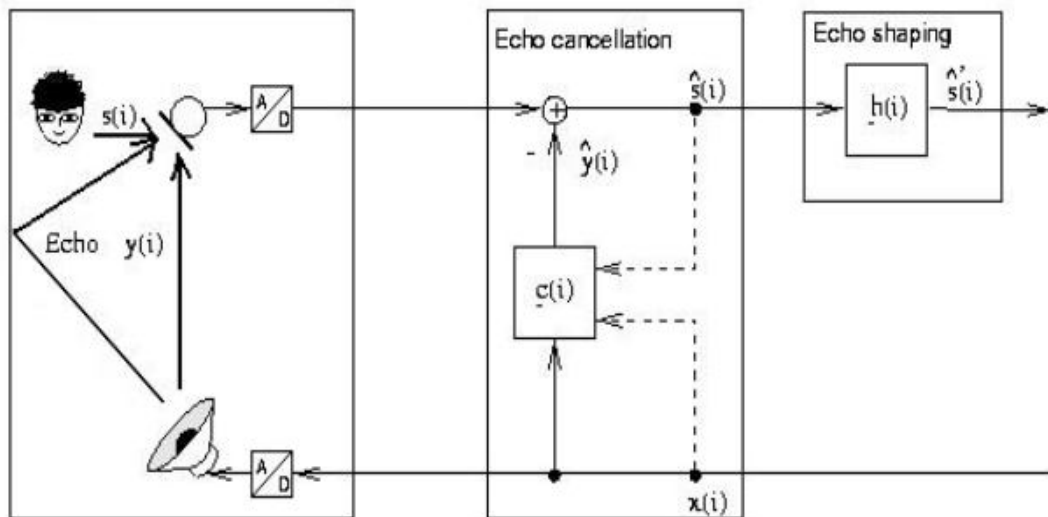 Echo cancellation
Echo shaping
s(i)
A
D
ŝ(i)
h(i)
ŝ'(i)
-
ŷ(i)
Echo y(i)
c(i)
A
D
x(i)